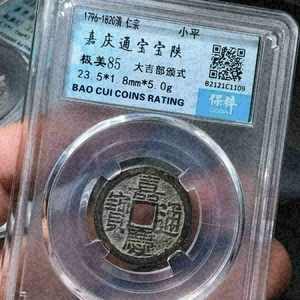 1796-1820清 仁宗
小平
嘉庆通宝宝陕
极美85 大吉部颁式
23.5*1.8mm*5.0g
BAO CUI COINS RATING
B2121C1109
保粹
嘉慶通寶